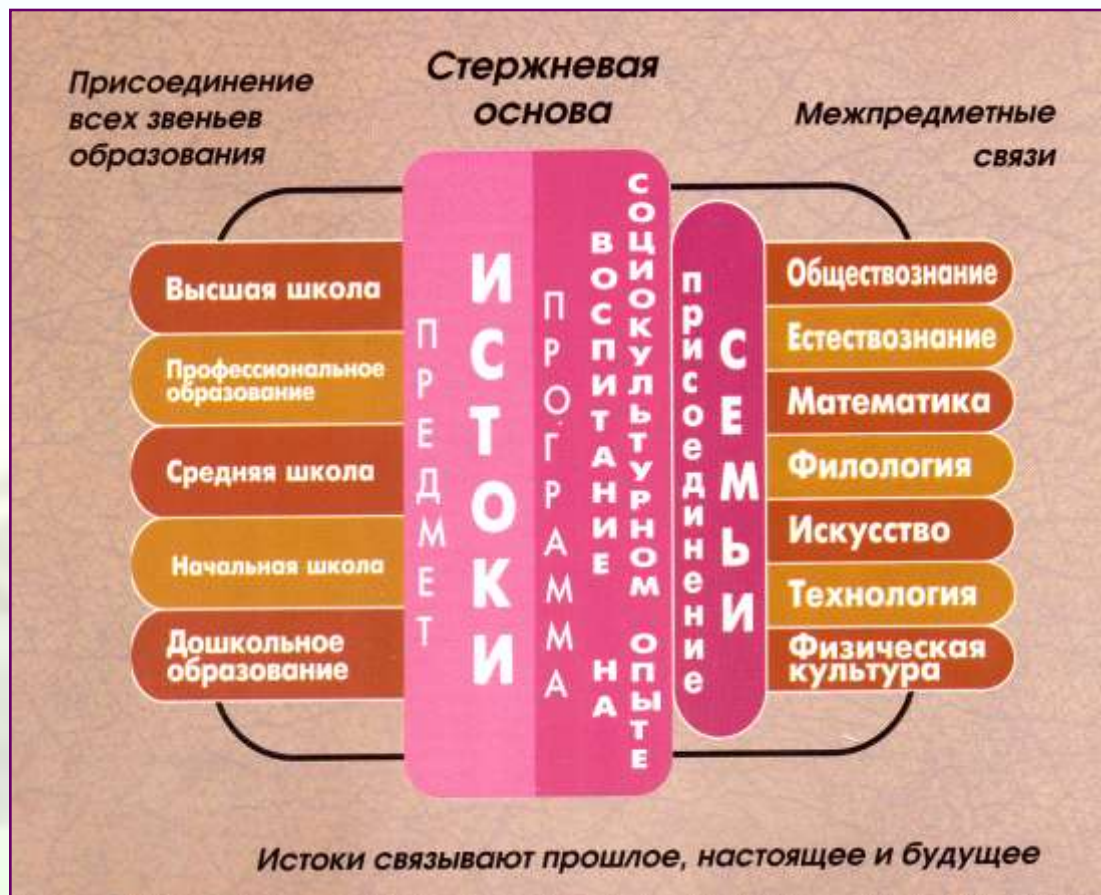 Присоединение
всех звеньев
образования
Стержневая
основа
Межпредметные
связи
Высшая школа
Профессиональное
образование
Средняя школа
Начальная школа
Дошкольное
образование
ПРЕДМЕТ
ИСТОКИ
ПРОГРАММА
ВОСПИТАНИЕ НА
СОЦИОКУЛЬТУРНОМ ОПЫТЕ
присоединение
СЕМЬИ
Обществознание
Естествознание
Математика
Филология
Искусство
Технология
Физическая
культура
Истоки связывают прошлое, настоящее и будущее